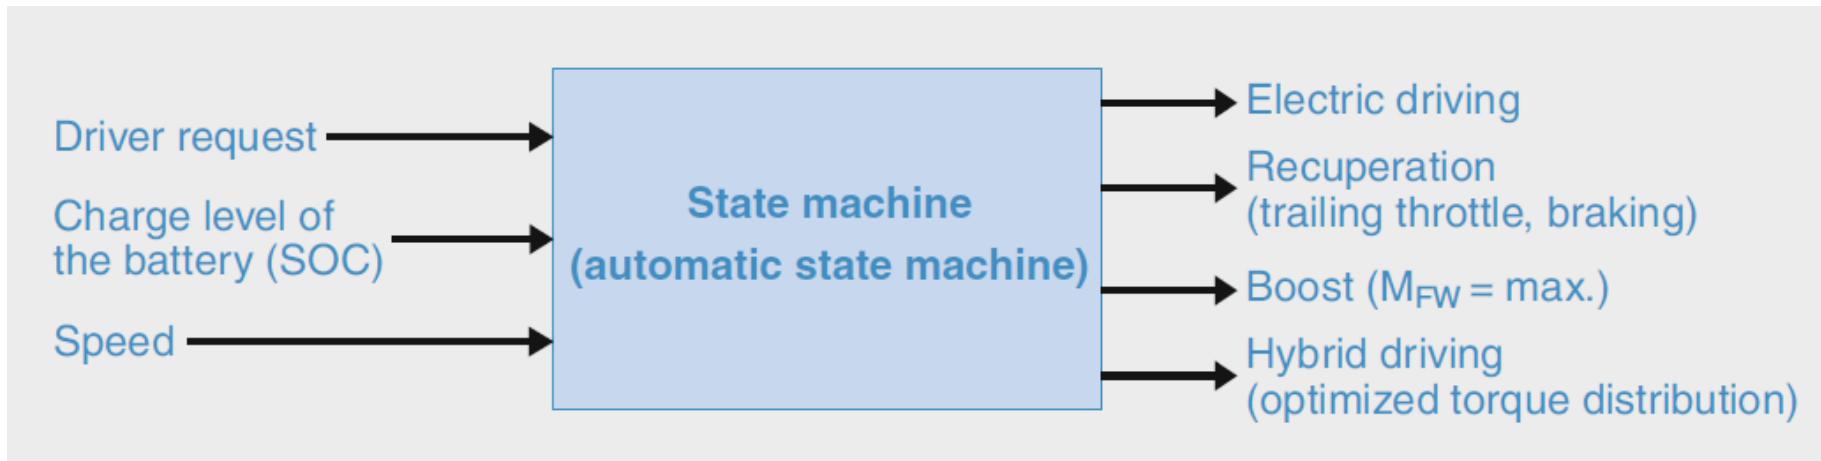 Driver request
Charge level of
the battery (SOC)
Speed
State machine
(automatic state machine)
Electric driving
Recuperation
(trailing throttle, braking)
Boost (MFW = max.)
Hybrid driving
(optimized torque distribution)